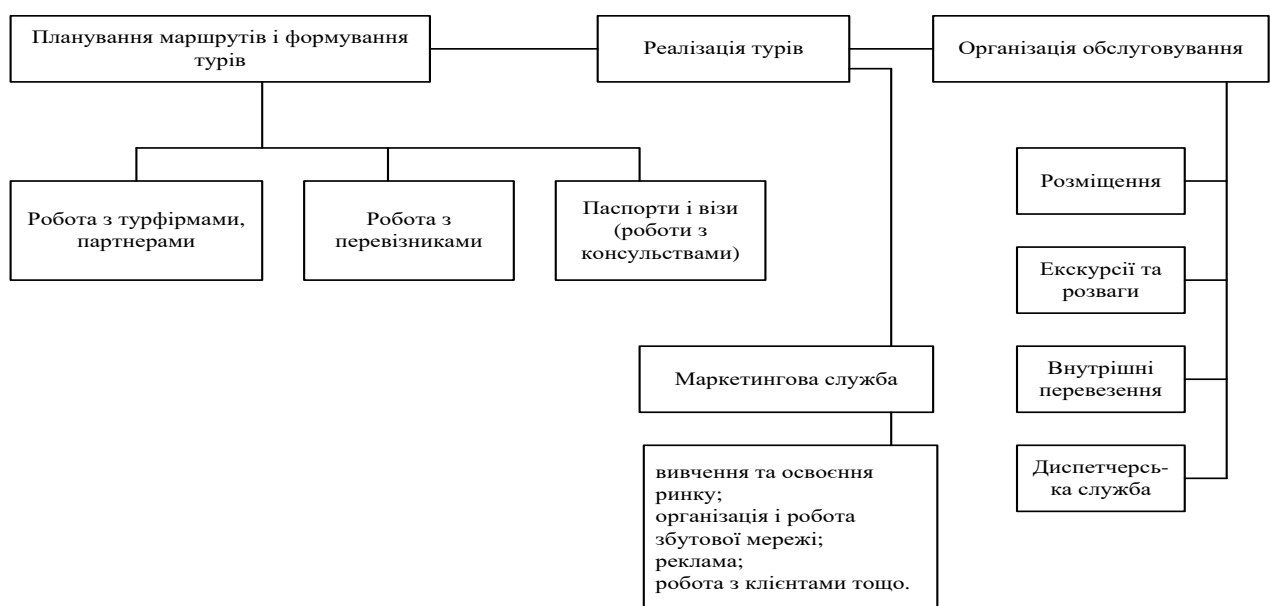 Планування маршрутів і формування
турів
Реалізація турів
Організація обслуговування
Робота з турфірмами,
партнерами
Робота з
перевізниками
Паспорти і візи
(роботи з
консульствами)
Розміщення
Екскурсії та
розваги
Внутрішні
перевезення
Диспетчерсь-
ка служба
Маркетингова служба
вивчення та освоєння
ринку;
організація і робота
збутової мережі;
реклама;
робота з клієнтами тощо.